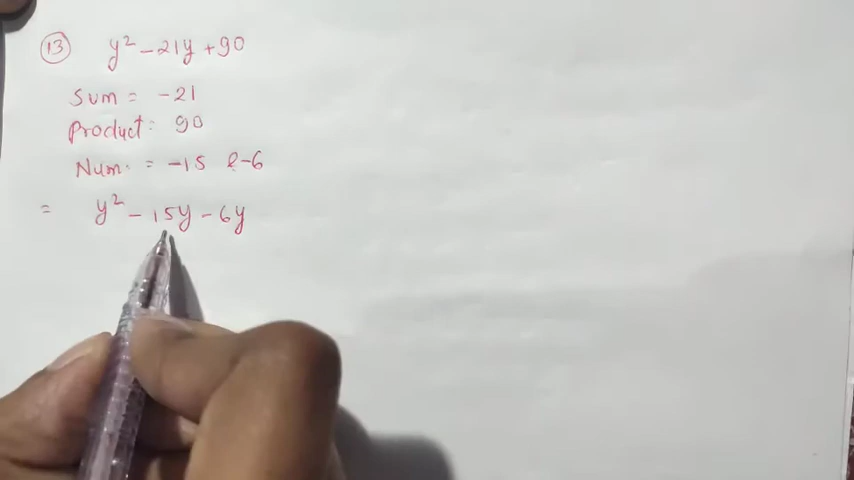 13 y² - 21y + 90
Sum = -21
Product: 90
Num: = -15 & -6
= y² - 15y - 6y